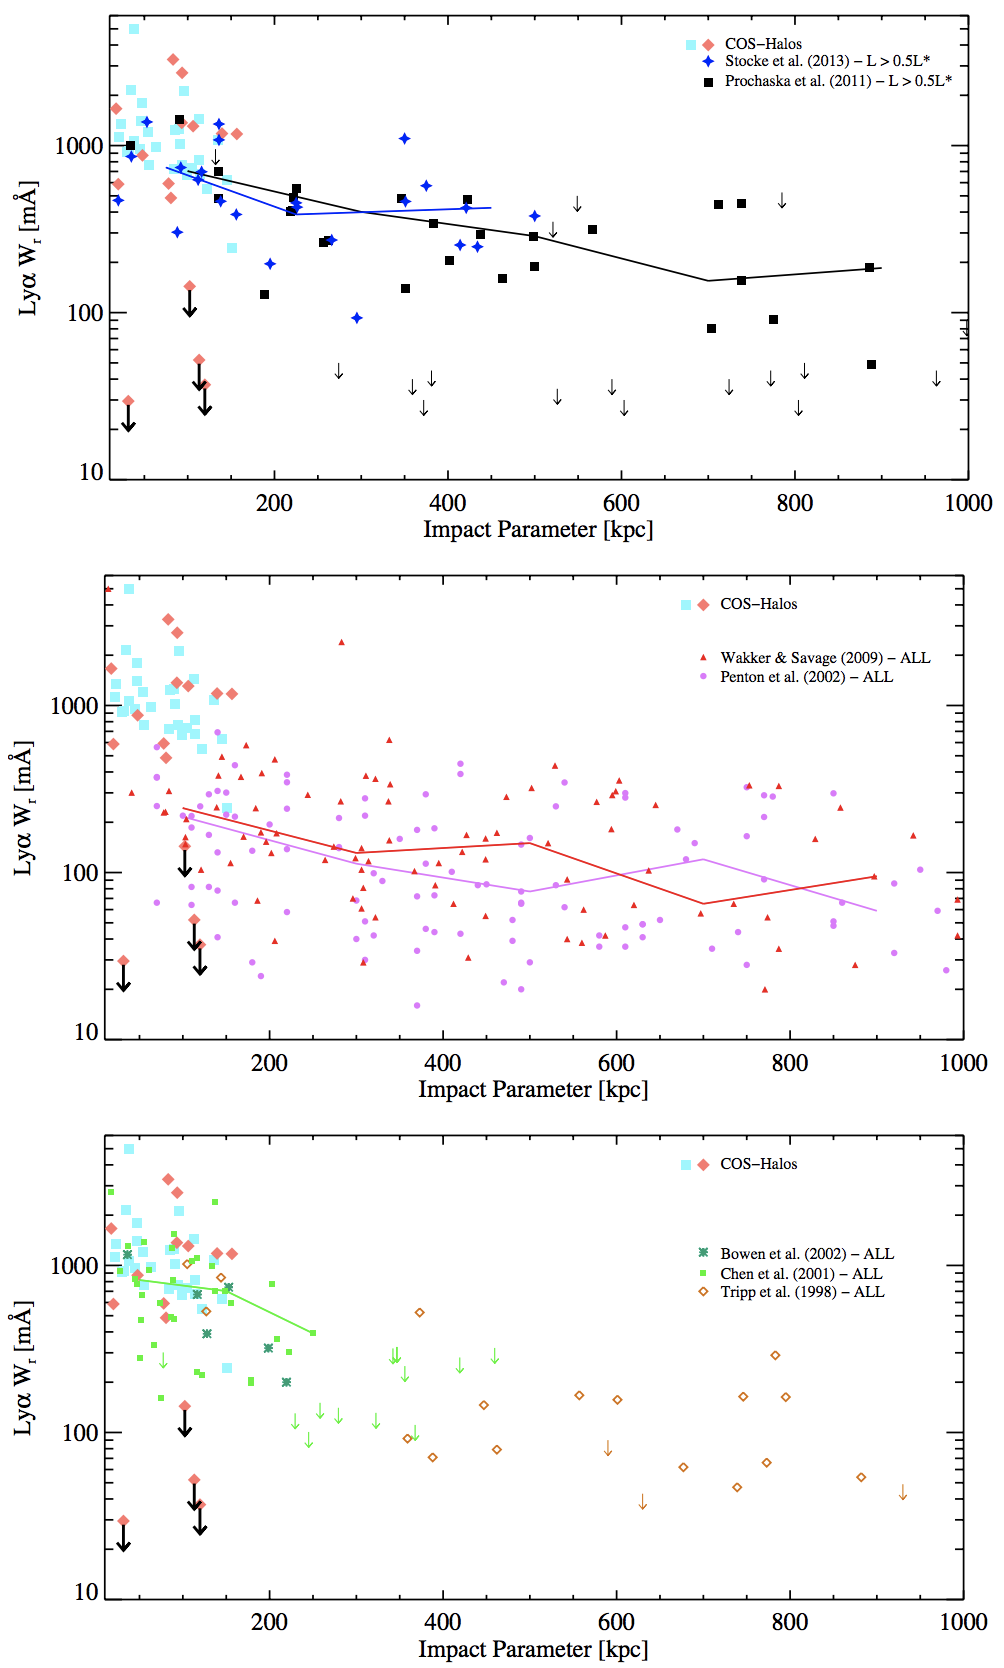 COS−Halos
Stocke et al. (2013) − L > 0.5L*
Prochaska et al. (2011) − L > 0.5L*
1000
100
10
Lyα Wr [mÅ]
200 400 600 800 1000
Impact Parameter [kpc]
COS−Halos
Wakker & Savage (2009) − ALL
Penton et al. (2002) − ALL
1000
100
10
Lyα Wr [mÅ]
200 400 600 800 1000
Impact Parameter [kpc]
COS−Halos
Bowen et al. (2002) − ALL
Chen et al. (2001) − ALL
Tripp et al. (1998) − ALL
1000
100
10
Lyα Wr [mÅ]
200 400 600 800 1000
Impact Parameter [kpc]